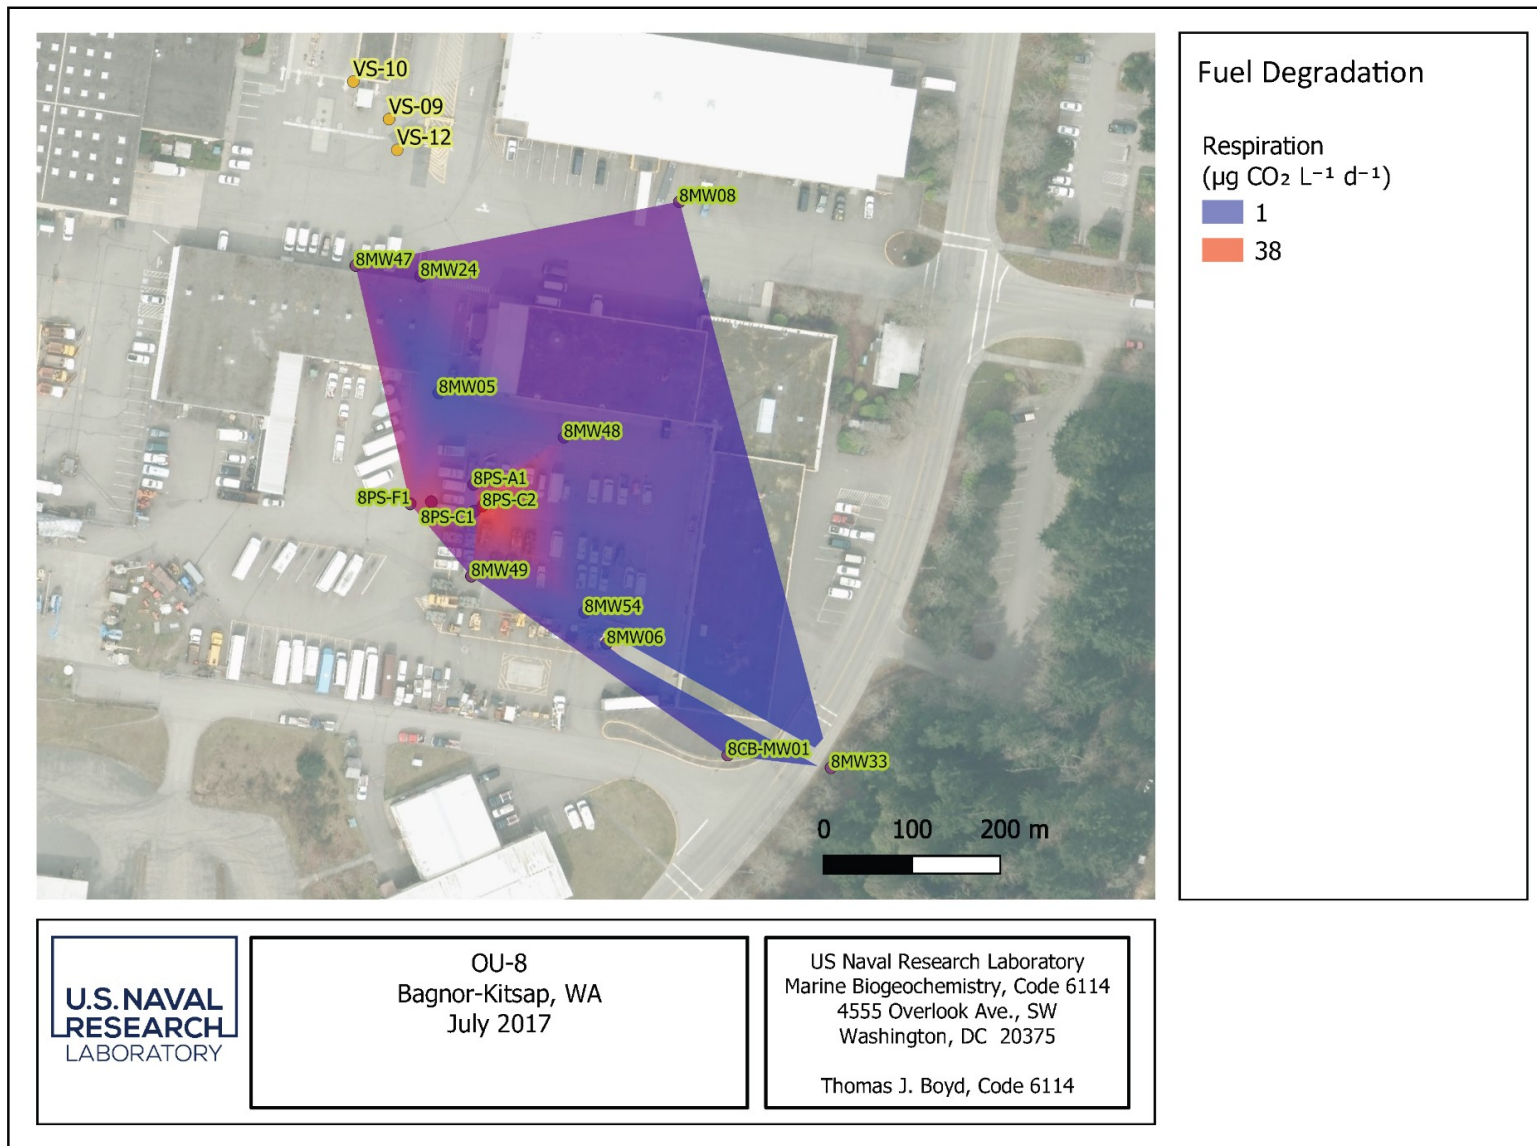 VS-10
VS-09
VS-12
8MW08
8MW47
8MW24
8MW05
8MW48
8PS-A1
8PS-F1
8PS-C2
8PS-C1
8MW49
8MW54
8MW06
8CB-MW01
8MW33
0 100 200 m
Fuel Degradation
Respiration
(µg CO₂ L⁻¹ d⁻¹)
1
38
U.S. NAVAL
RESEARCH
LABORATORY
OU-8
Bagnor-Kitsap, WA
July 2017
US Naval Research Laboratory
Marine Biogeochemistry, Code 6114
4555 Overlook Ave., SW
Washington, DC 20375
Thomas J. Boyd, Code 6114